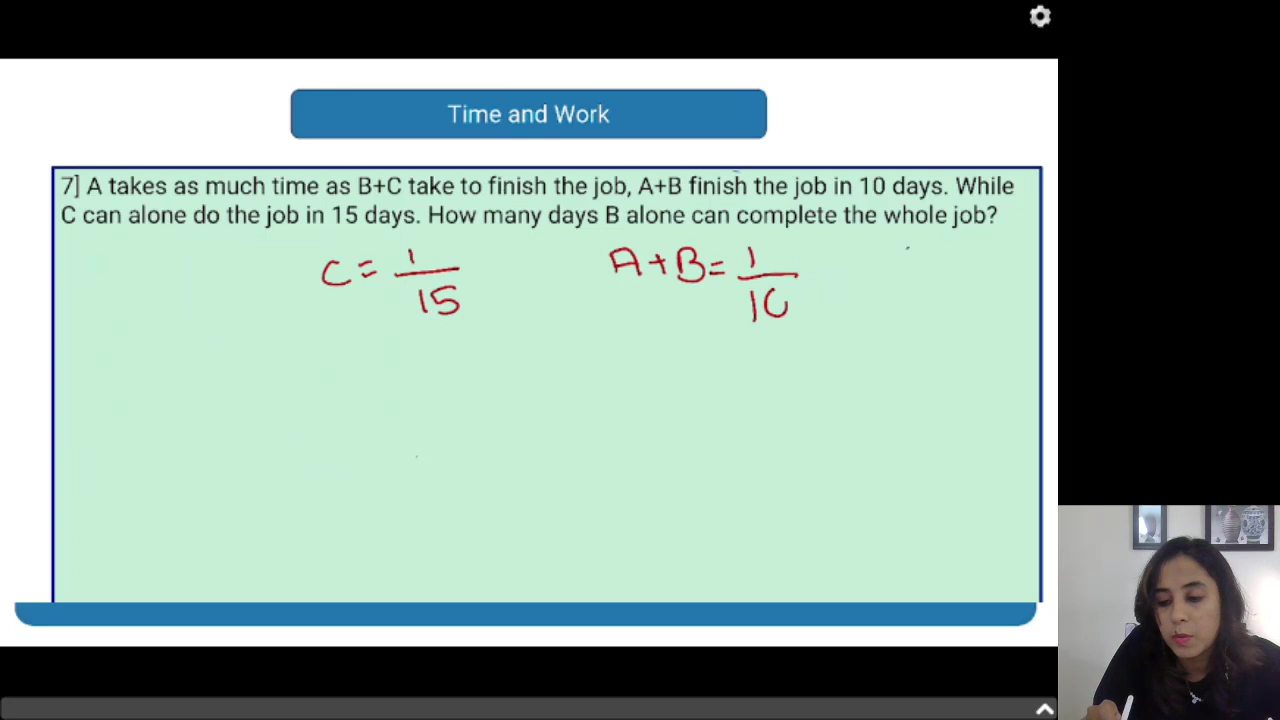 Time and Work
7] A takes as much time as B+C take to finish the job, A+B finish the job in 10 days. While
C can alone do the job in 15 days. How many days B alone can complete the whole job?
C = 1/15 A+B = 1/10